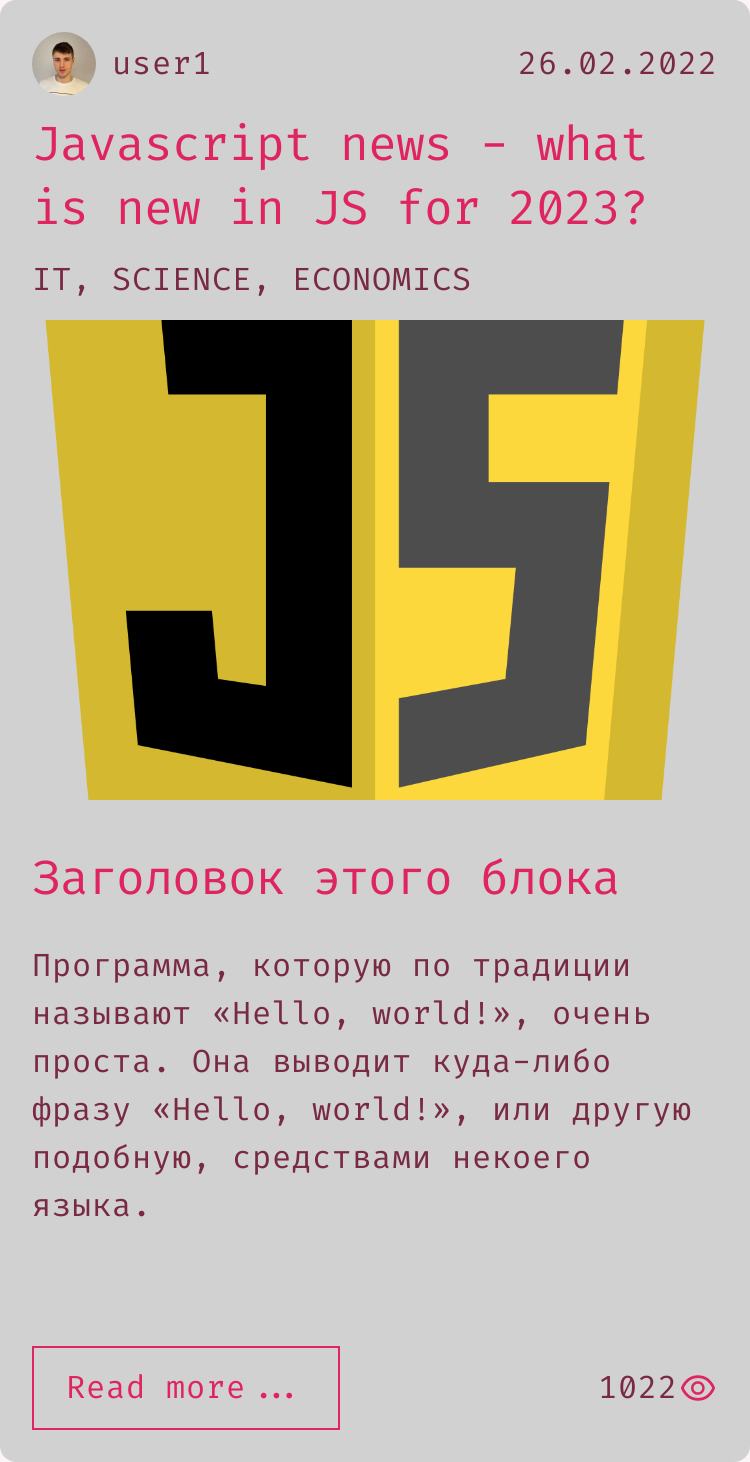 user1 26.02.2022
Javascript news - what
is new in JS for 2023?
IT, SCIENCE, ECONOMICS
JS
Заголовок этого блока
Программа, которую по традиции
называют «Hello, world!», очень
проста. Она выводит куда-либо
фразу «Hello, world!», или другую
подобную, средствами некоего
языка.
Read more... 1022